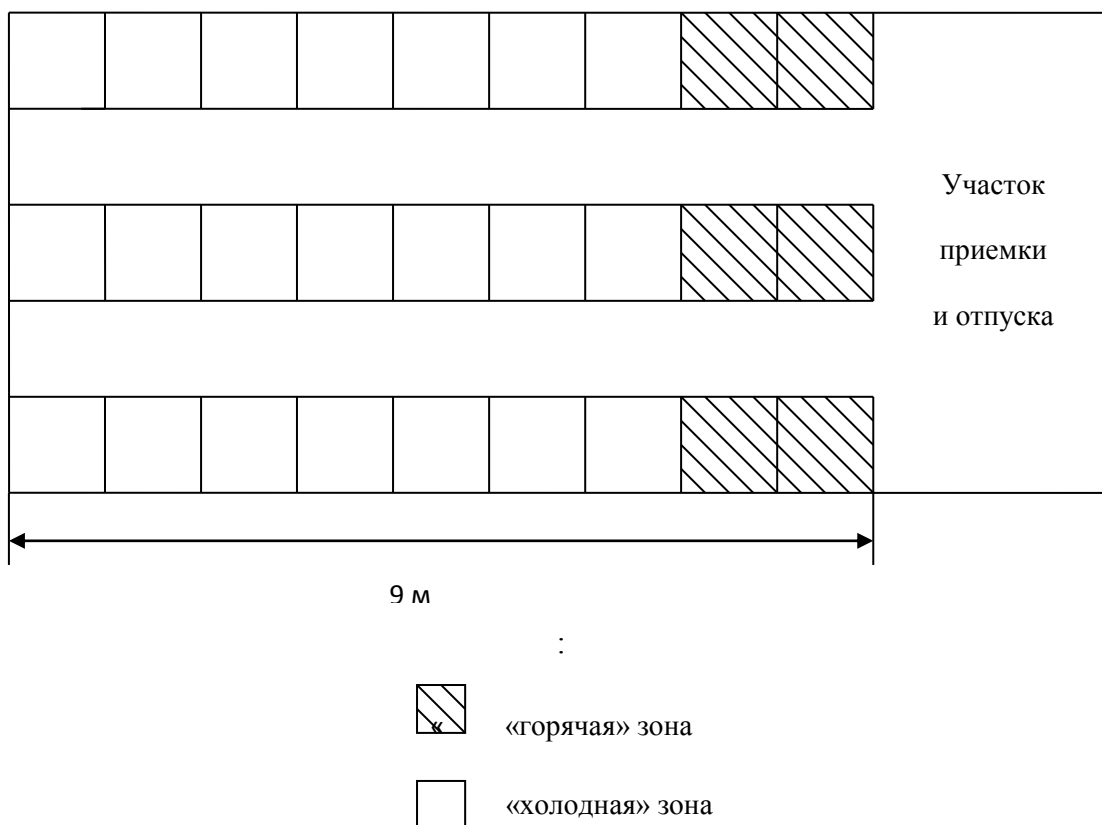 Участок
приемки
и отпуска
9 м
:
«
«горячая» зона
«холодная» зона